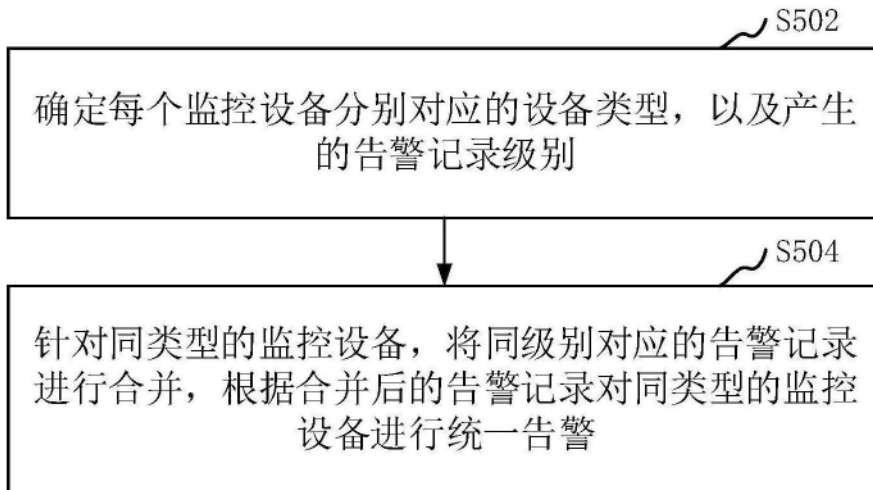 S502
确定每个监控设备分别对应的设备类型，以及产生
的告警记录级别
S504
针对同类型的监控设备，将同级别对应的告警记录
进行合并，根据合并后的告警记录对同类型的监控
设备进行统一告警